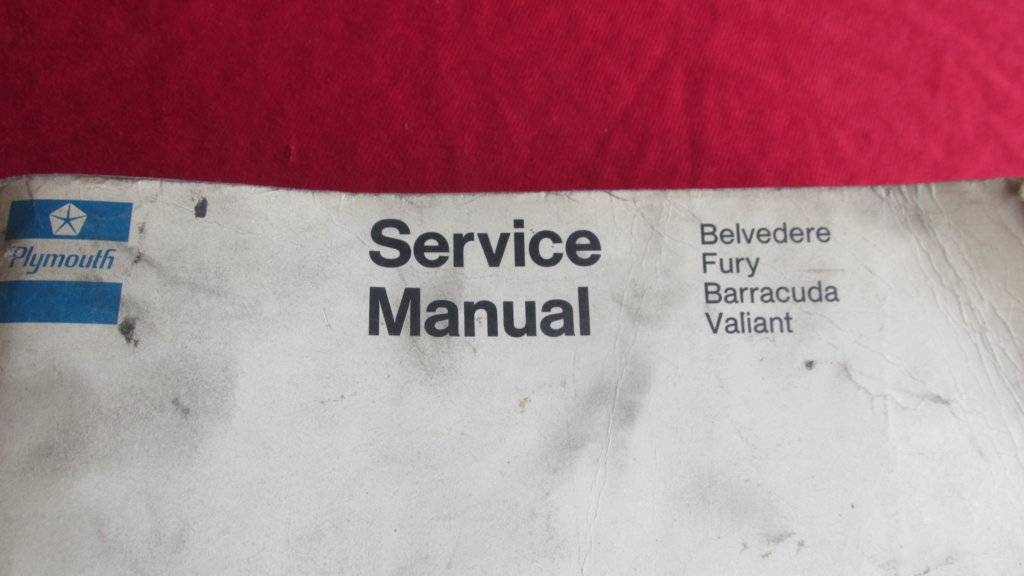 Plymouth
Service
Manual
Belvedere
Fury
Barracuda
Valiant